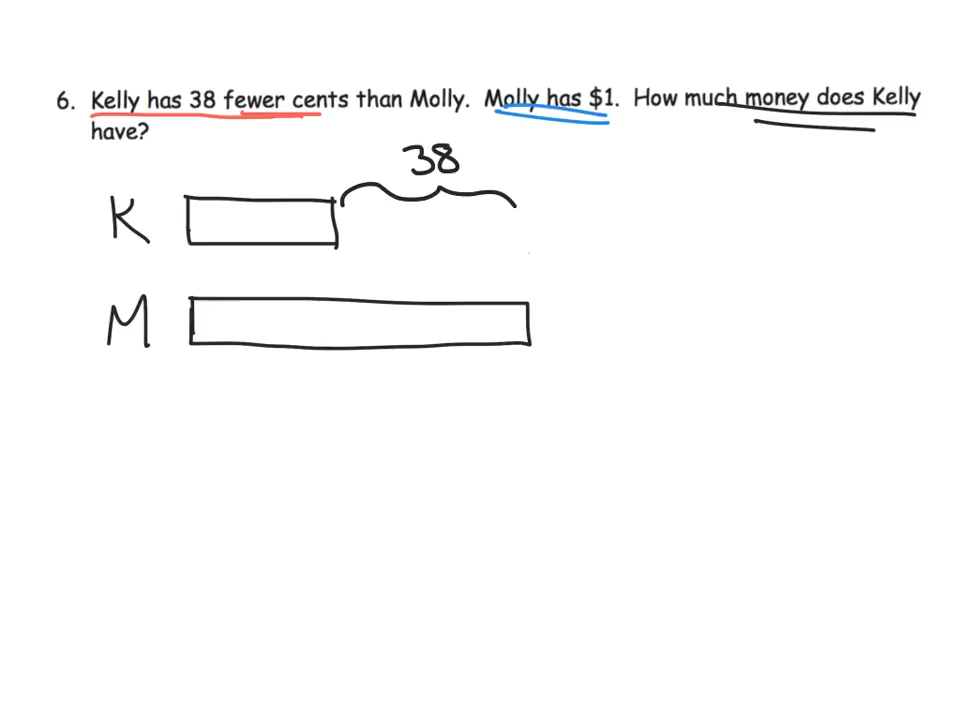 6. Kelly has 38 fewer cents than Molly. Molly has $1. How much money does Kelly
have?
38
K
M